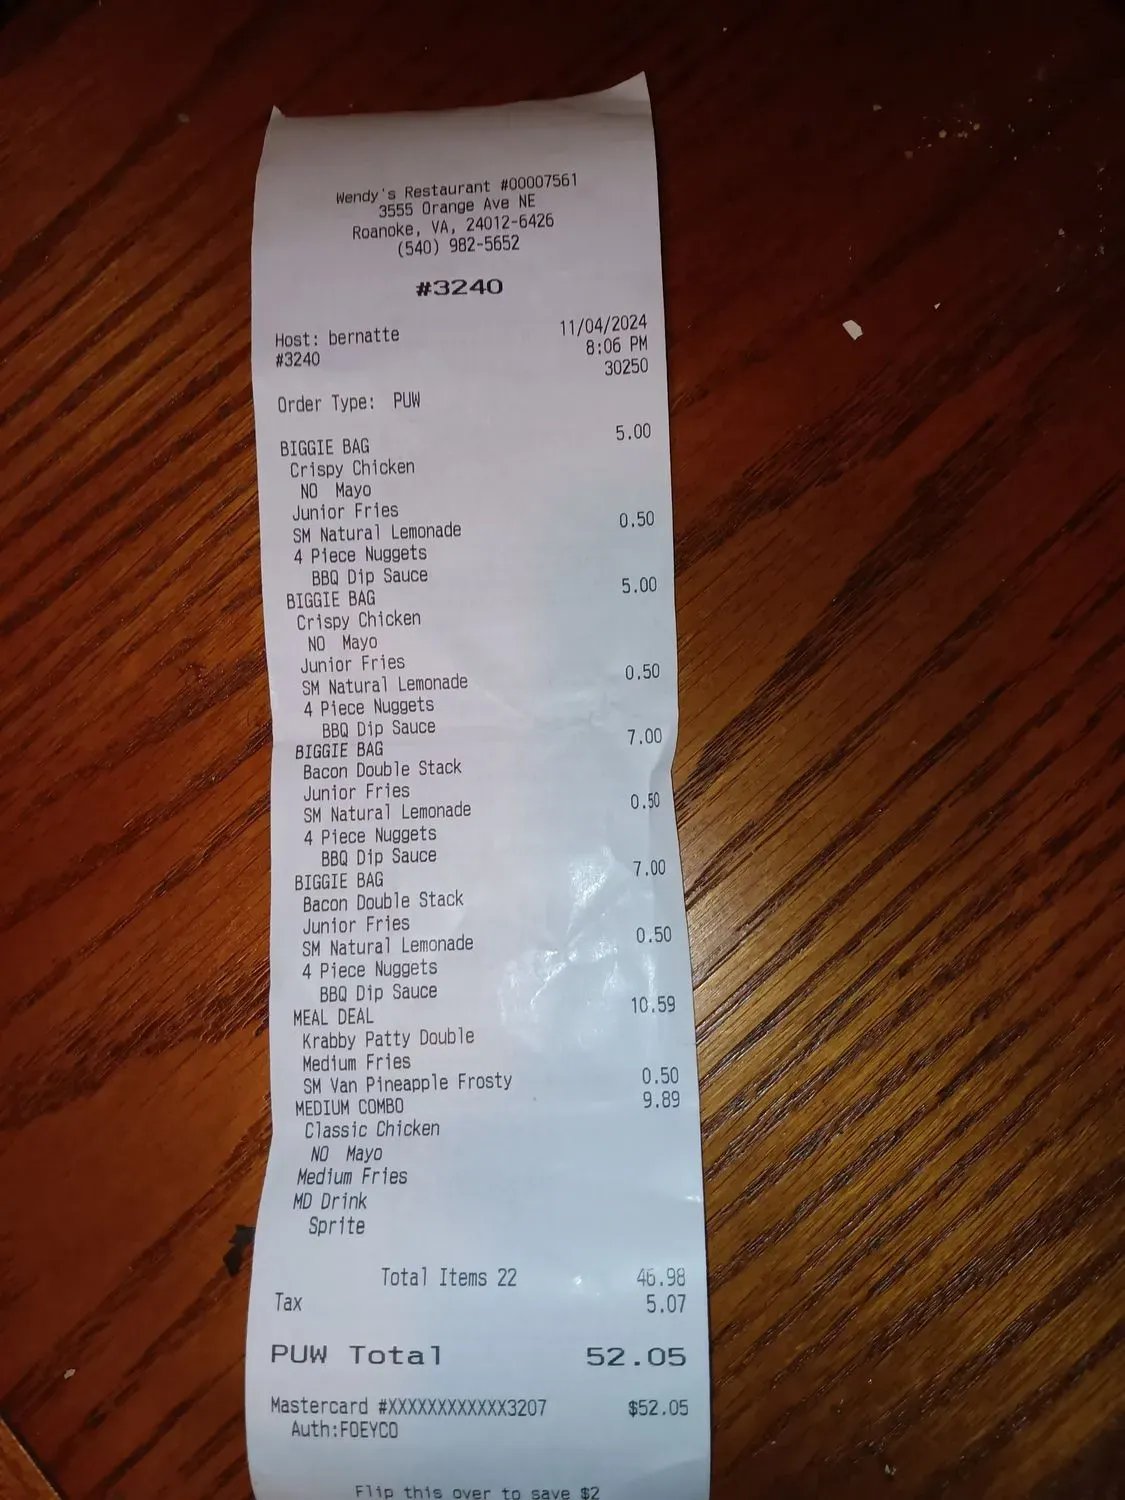 Wendy's Restaurant #00007561
3555 Orange Ave NE
Roanoke, VA, 24012-6426
(540) 982-5652
#3240
Host: bernatte 11/04/2024
#3240 8:06 PM
30250
Order Type: PUW
BIGGIE BAG 5.00
Crispy Chicken
NO Mayo
Junior Fries
SM Natural Lemonade 0.50
4 Piece Nuggets
BBQ Dip Sauce
BIGGIE BAG 5.00
Crispy Chicken
NO Mayo
Junior Fries
SM Natural Lemonade 0.50
4 Piece Nuggets
BBQ Dip Sauce
BIGGIE BAG 7.00
Bacon Double Stack
Junior Fries
SM Natural Lemonade 0.50
4 Piece Nuggets
BBQ Dip Sauce
BIGGIE BAG 7.00
Bacon Double Stack
Junior Fries
SM Natural Lemonade 0.50
4 Piece Nuggets
BBQ Dip Sauce
MEAL DEAL 10.59
Krabby Patty Double
Medium Fries
SM Van Pineapple Frosty 0.50
MEDIUM COMBO 9.89
Classic Chicken
NO Mayo
Medium Fries
MD Drink
Sprite
Total Items 22 46.98
Tax 5.07
PUW Total 52.05
Mastercard #XXXXXXXXXXXX3207 $52.05
Auth:FOEYCO
Flip this over to save $2